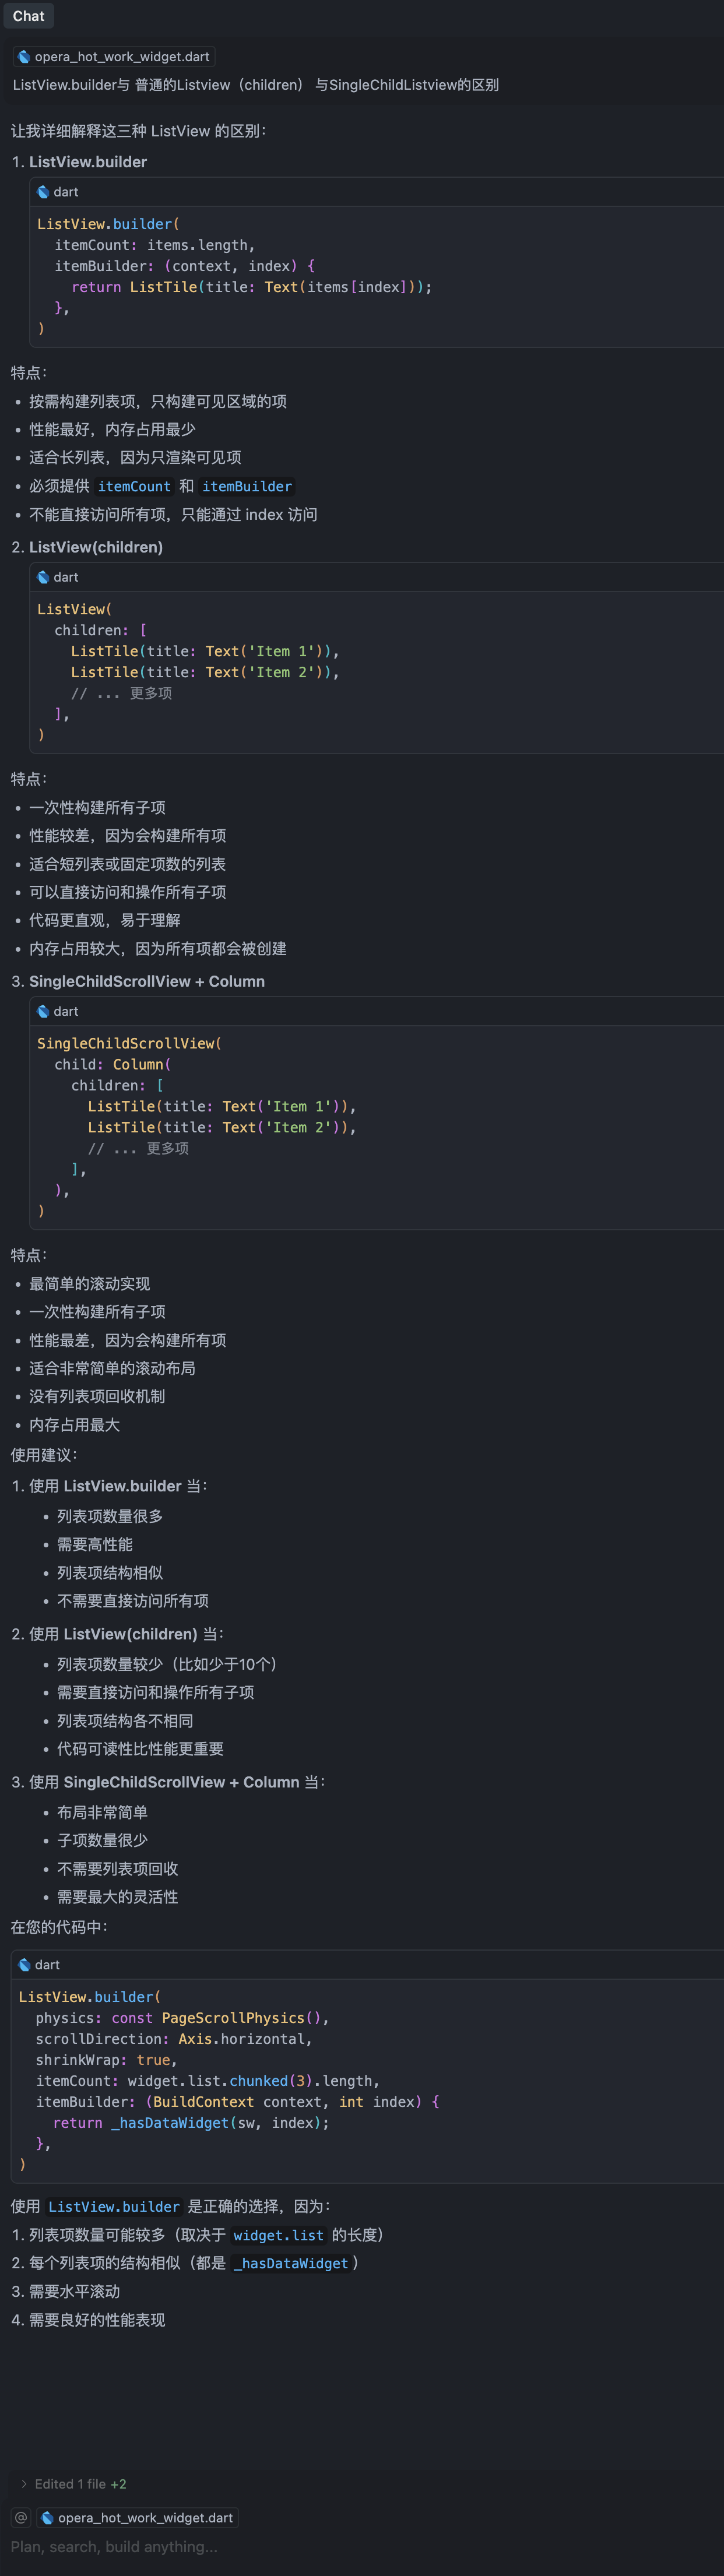 Chat
opera_hot_work_widget.dart
ListView.builder与 普通的Listview（children） 与SingleChildListview的区别
让我详细解释这三种 ListView 的区别：
1. ListView.builder
dart
ListView.builder(
  itemCount: items.length,
  itemBuilder: (context, index) {
    return ListTile(title: Text(items[index]));
  },
)
特点：
• 按需构建列表项，只构建可见区域的项
• 性能最好，内存占用最少
• 适合长列表，因为只渲染可见项
• 必须提供 itemCount 和 itemBuilder
• 不能直接访问所有项，只能通过 index 访问
2. ListView(children)
dart
ListView(
  children: [
    ListTile(title: Text('Item 1')),
    ListTile(title: Text('Item 2')),
    // ... 更多项
  ],
)
特点：
• 一次性构建所有子项
• 性能较差，因为会构建所有项
• 适合短列表或固定项数的列表
• 可以直接访问和操作所有子项
• 代码更直观，易于理解
• 内存占用较大，因为所有项都会被创建
3. SingleChildScrollView + Column
dart
SingleChildScrollView(
  child: Column(
    children: [
      ListTile(title: Text('Item 1')),
      ListTile(title: Text('Item 2')),
      // ... 更多项
    ],
  ),
)
特点：
• 最简单的滚动实现
• 一次性构建所有子项
• 性能最差，因为会构建所有项
• 适合非常简单的滚动布局
• 没有列表项回收机制
• 内存占用最大
使用建议：
1. 使用 ListView.builder 当：
• 列表项数量很多
• 需要高性能
• 列表项结构相似
• 不需要直接访问所有项
2. 使用 ListView(children) 当：
• 列表项数量较少（比如少于10个）
• 需要直接访问和操作所有子项
• 列表项结构各不相同
• 代码可读性比性能更重要
3. 使用 SingleChildScrollView + Column 当：
• 布局非常简单
• 子项数量很少
• 不需要列表项回收
• 需要最大的灵活性
在您的代码中：
dart
ListView.builder(
  physics: const PageScrollPhysics(),
  scrollDirection: Axis.horizontal,
  shrinkWrap: true,
  itemCount: widget.list.chunked(3).length,
  itemBuilder: (BuildContext context, int index) {
    return _hasDataWidget(sw, index);
  },
)
使用 ListView.builder 是正确的选择，因为：
1. 列表项数量可能较多（取决于 widget.list 的长度）
2. 每个列表项的结构相似（都是 _hasDataWidget）
3. 需要水平滚动
4. 需要良好的性能表现
> Edited 1 file +2
@ opera_hot_work_widget.dart
Plan, search, build anything...